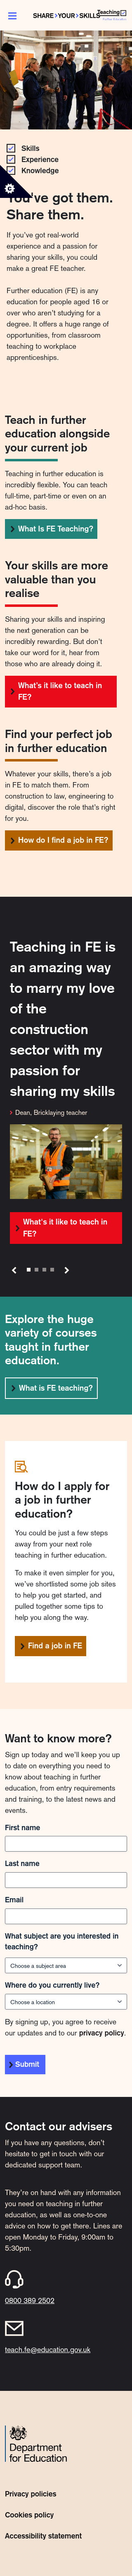 SHARE›YOUR›SKILLS
Teaching
Skills
Experience
Knowledge
You've got them.
Share them.
If you've got real-world
experience and a passion for
sharing your skills, you could
make a great FE teacher.
Further education (FE) is any
education for people aged 16 or
over who aren't studying for a
degree. It offers a huge range of
opportunities, from classroom
teaching to workplace
apprenticeships.
Teach in further
education alongside
your current job
Teaching in further education is
incredibly flexible. You can teach
full-time, part-time or even on an
ad-hoc basis.
What Is FE Teaching?
Your skills are more
valuable than you
realise
Sharing your skills and inspiring
the next generation can be
incredibly rewarding. But don't
take our word for it, hear from
those who are already doing it.
What's it like to teach in
FE?
Find your perfect job
in further education
Whatever your skills, there's a job
in FE to match them. From
construction to law, engineering to
digital, discover the role that's right
for you.
How do I find a job in FE?
Teaching in FE is
an amazing way
to marry my love
of the
construction
sector with my
passion for
sharing my skills
Dean, Bricklaying teacher
What's it like to teach in
FE?
Explore the huge
variety of courses
taught in further
education.
What is FE teaching?
How do I apply for
a job in further
education?
You could be just a few steps
away from your next role
teaching in further education.
To make it even simpler for you,
we've shortlisted some job sites
to help you get started, and
pulled together some tips to
help you along the way.
Find a job in FE
Want to know more?
Sign up today and we'll keep you up
to date on everything you need to
know about teaching in further
education, from entry requirements
and training, to the latest news and
events.
First name
Last name
Email
What subject are you interested in
teaching?
Choose a subject area
Where do you currently live?
Choose a location
By signing up, you agree to receive
our updates and to our privacy policy.
Submit
Contact our advisers
If you have any questions, don't
hesitate to get in touch with our
dedicated support team.
They're on hand with any information
you need on teaching in further
education, as well as one-to-one
advice on how to get there. Lines are
open Monday to Friday, 9:00am to
5:30pm.
0800 389 2502
teach.fe@education.gov.uk
Department
for Education
Privacy policies
Cookies policy
Accessibility statement